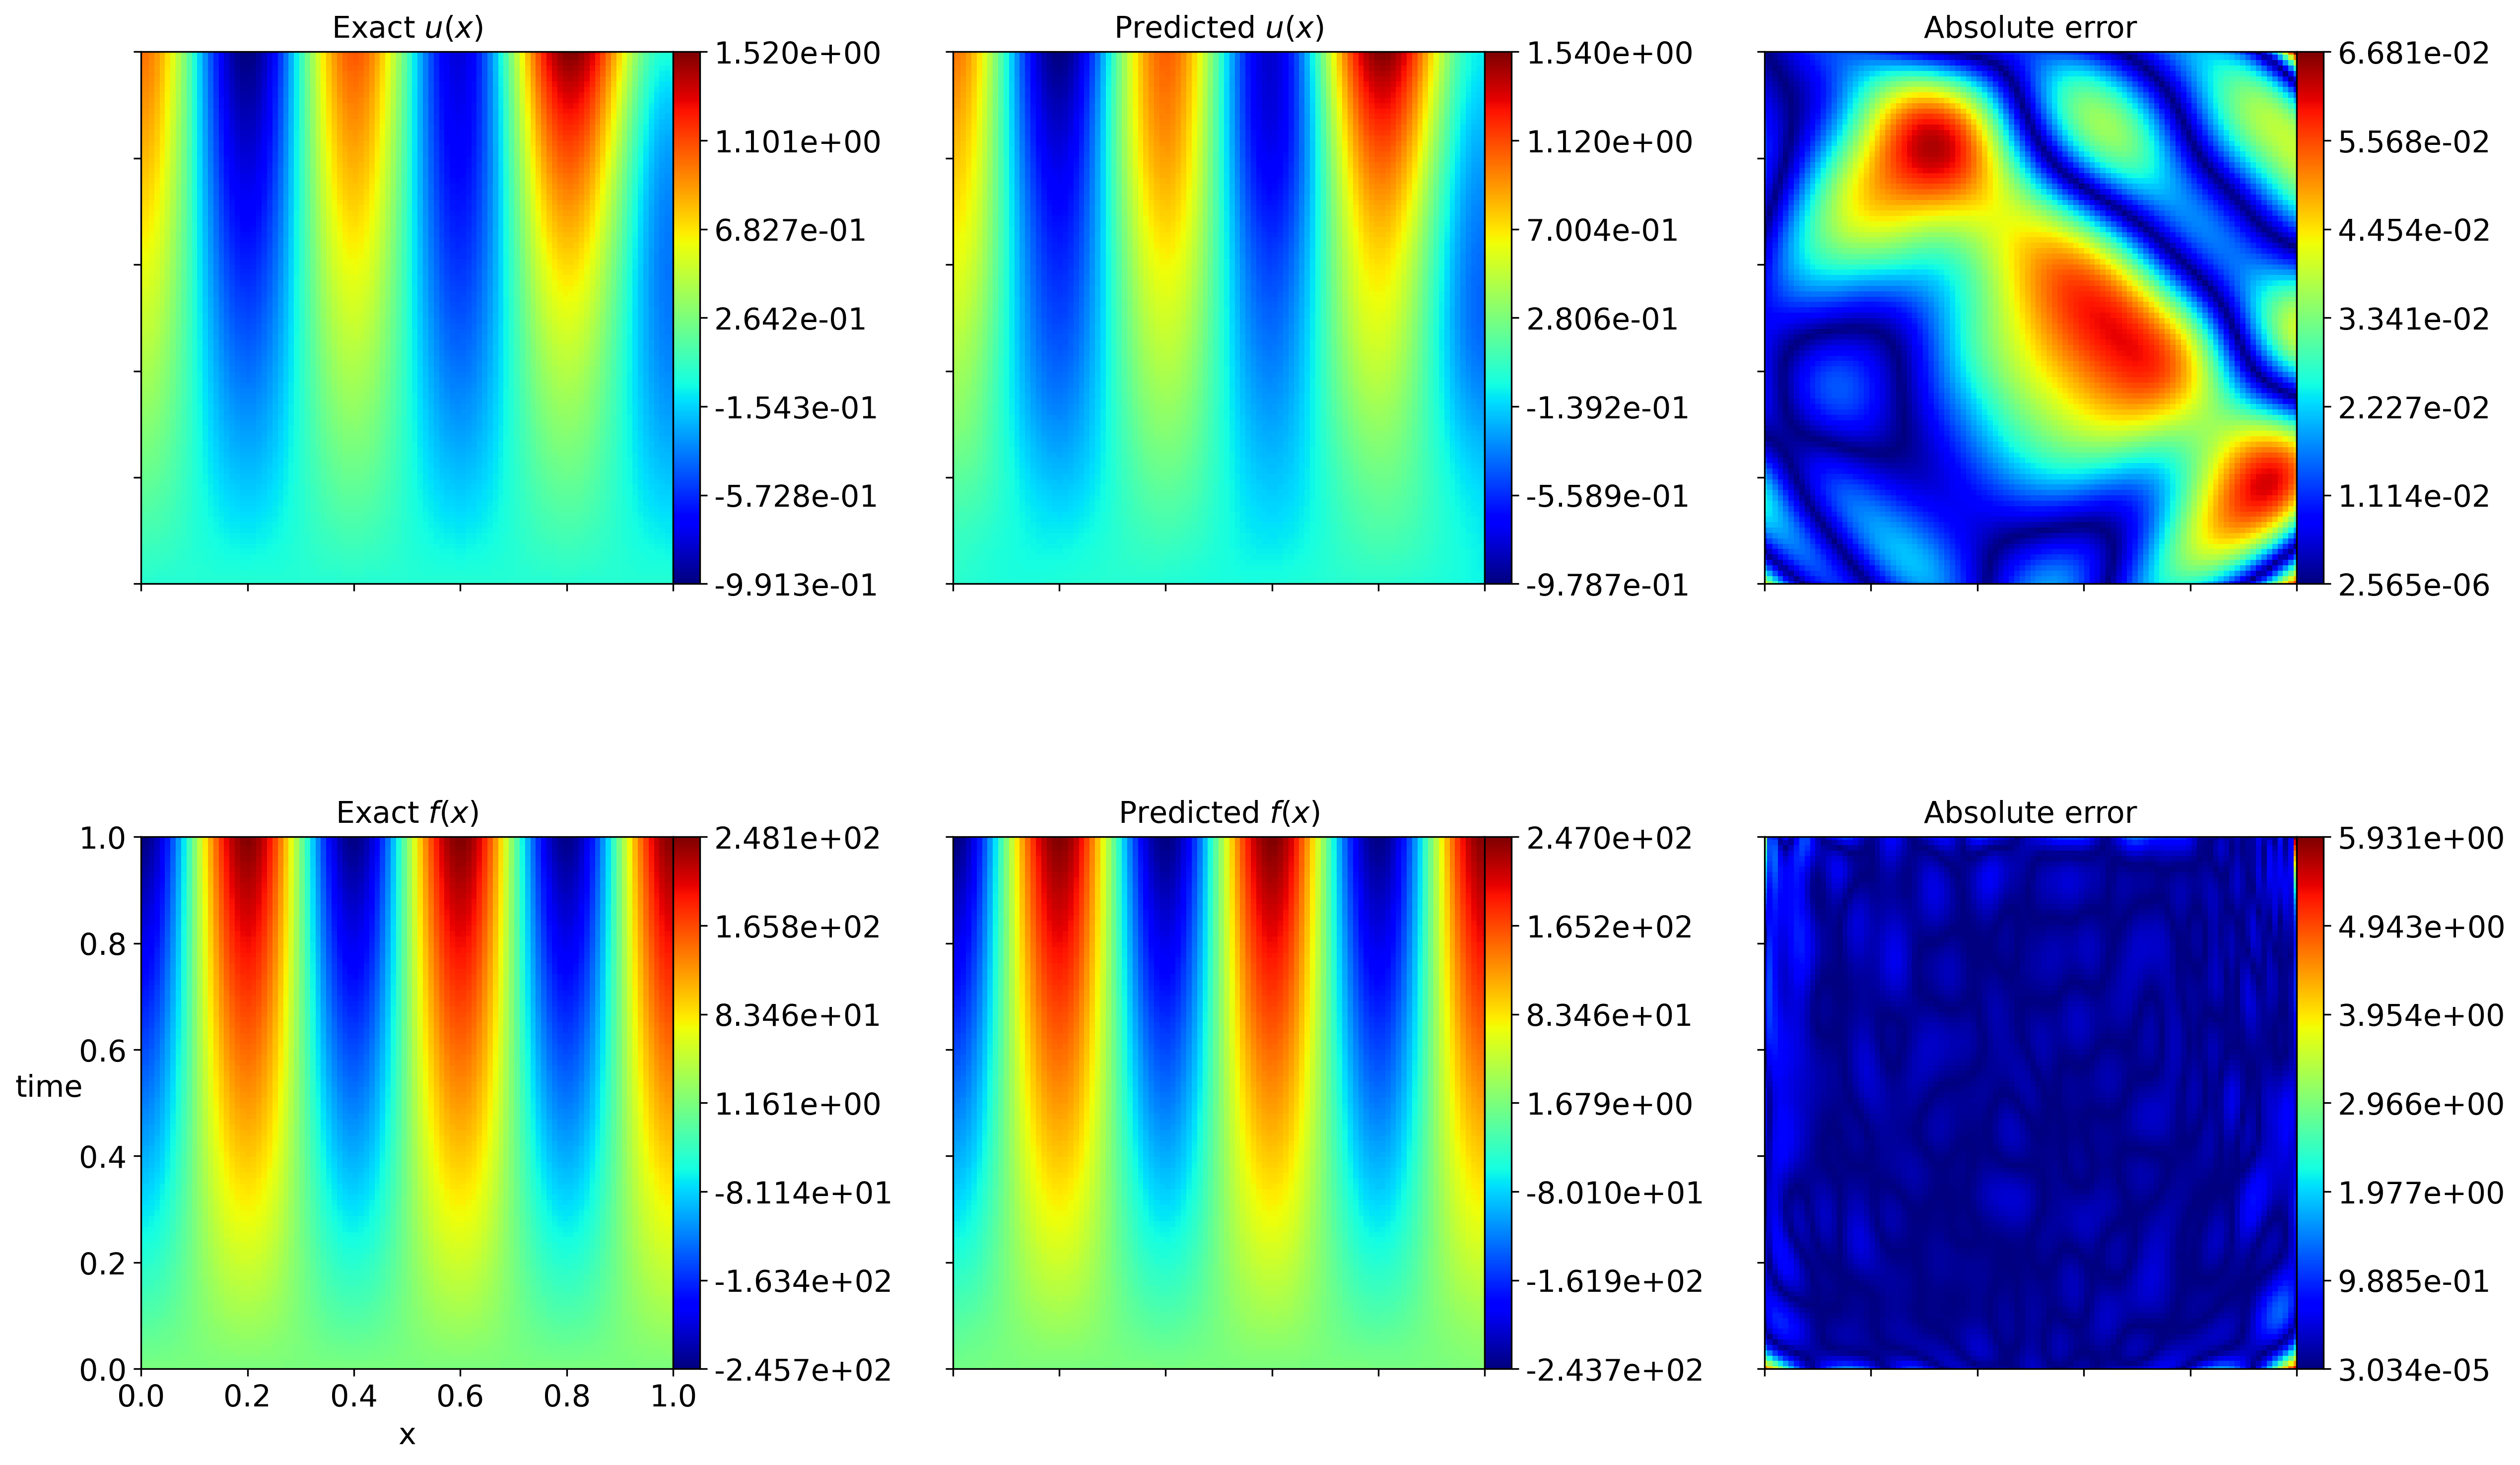 Exact u(x)
1.520e+00
1.101e+00
6.827e-01
2.642e-01
-1.543e-01
-5.728e-01
-9.913e-01
Predicted u(x)
1.540e+00
1.120e+00
7.004e-01
2.806e-01
-1.392e-01
-5.589e-01
-9.787e-01
Absolute error
6.681e-02
5.568e-02
4.454e-02
3.341e-02
2.227e-02
1.114e-02
2.565e-06
Exact f(x)
1.0
0.8
0.6
time
0.4
0.2
0.0
0.0 0.2 0.4 0.6 0.8 1.0
x
2.481e+02
1.658e+02
8.346e+01
1.161e+00
-8.114e+01
-1.634e+02
-2.457e+02
Predicted f(x)
2.470e+02
1.652e+02
8.346e+01
1.679e+00
-8.010e+01
-1.619e+02
-2.437e+02
Absolute error
5.931e+00
4.943e+00
3.954e+00
2.966e+00
1.977e+00
9.885e-01
3.034e-05